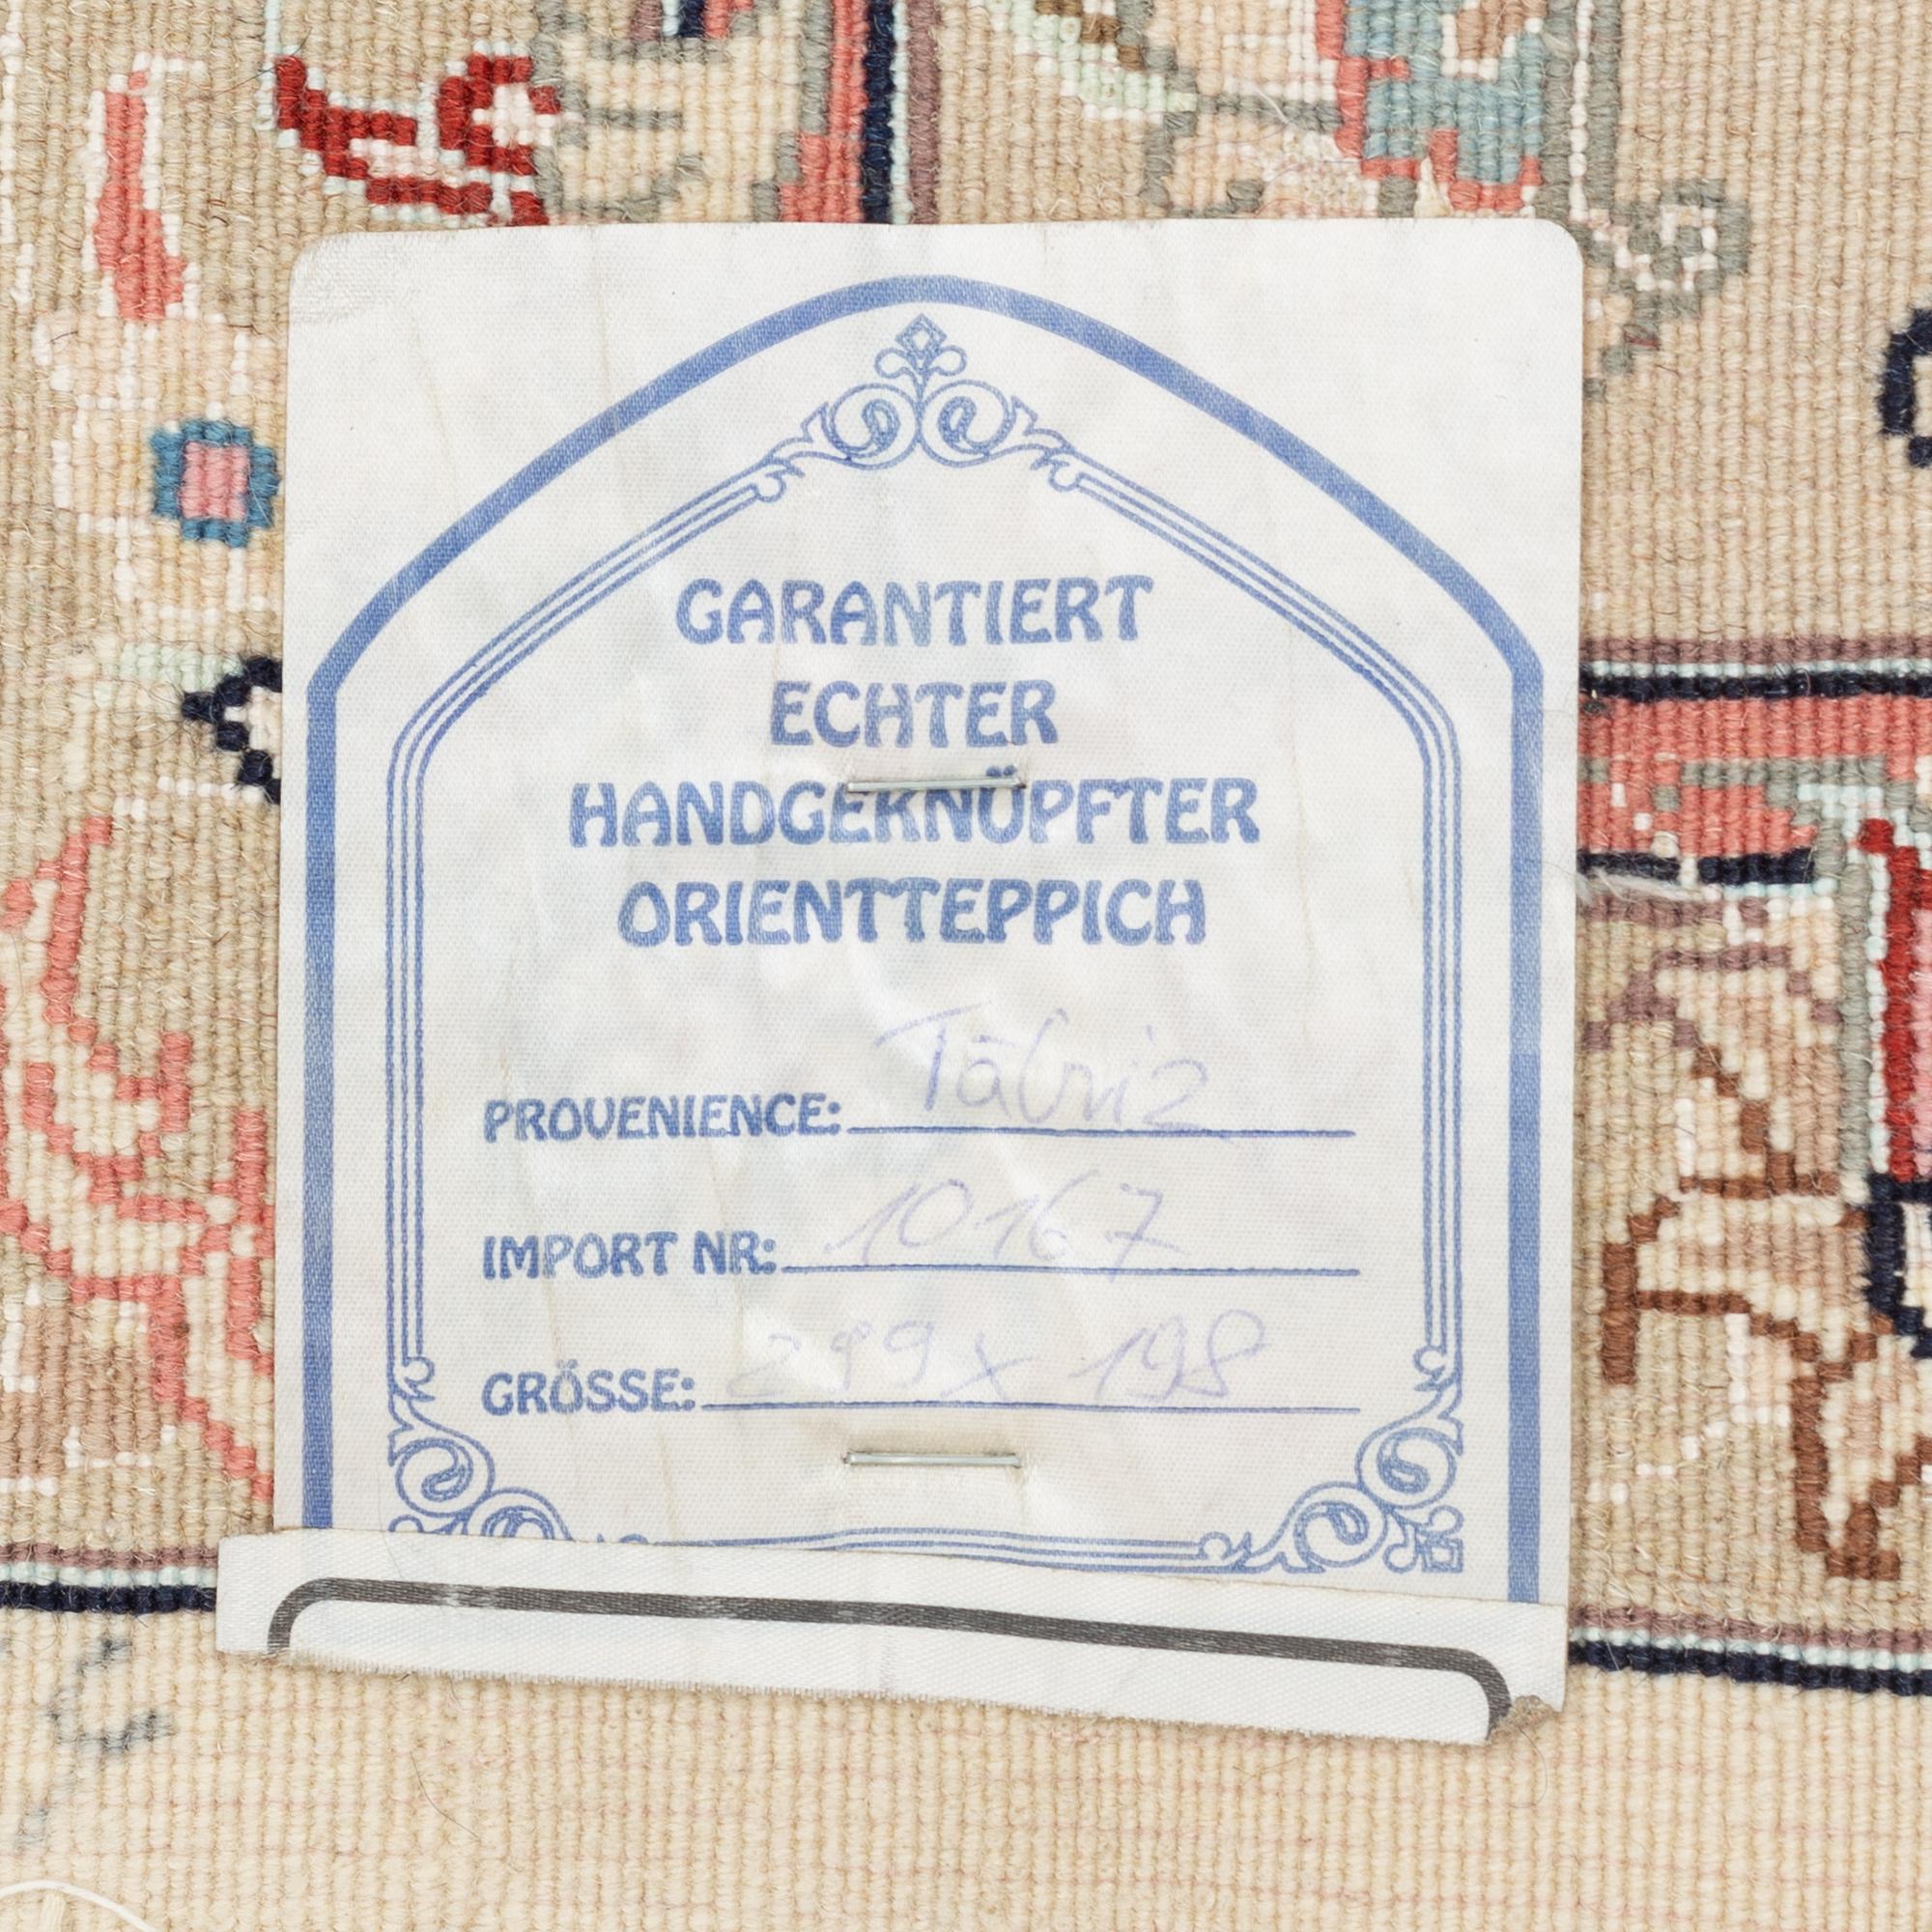 GARANTIERT
ECHTER
HANDGEKNÜPFTER
ORIENTTEPPICH
PROVENIENCE: Täbriz
IMPORT NR: 10167
GRÖSSE: 299 x 198